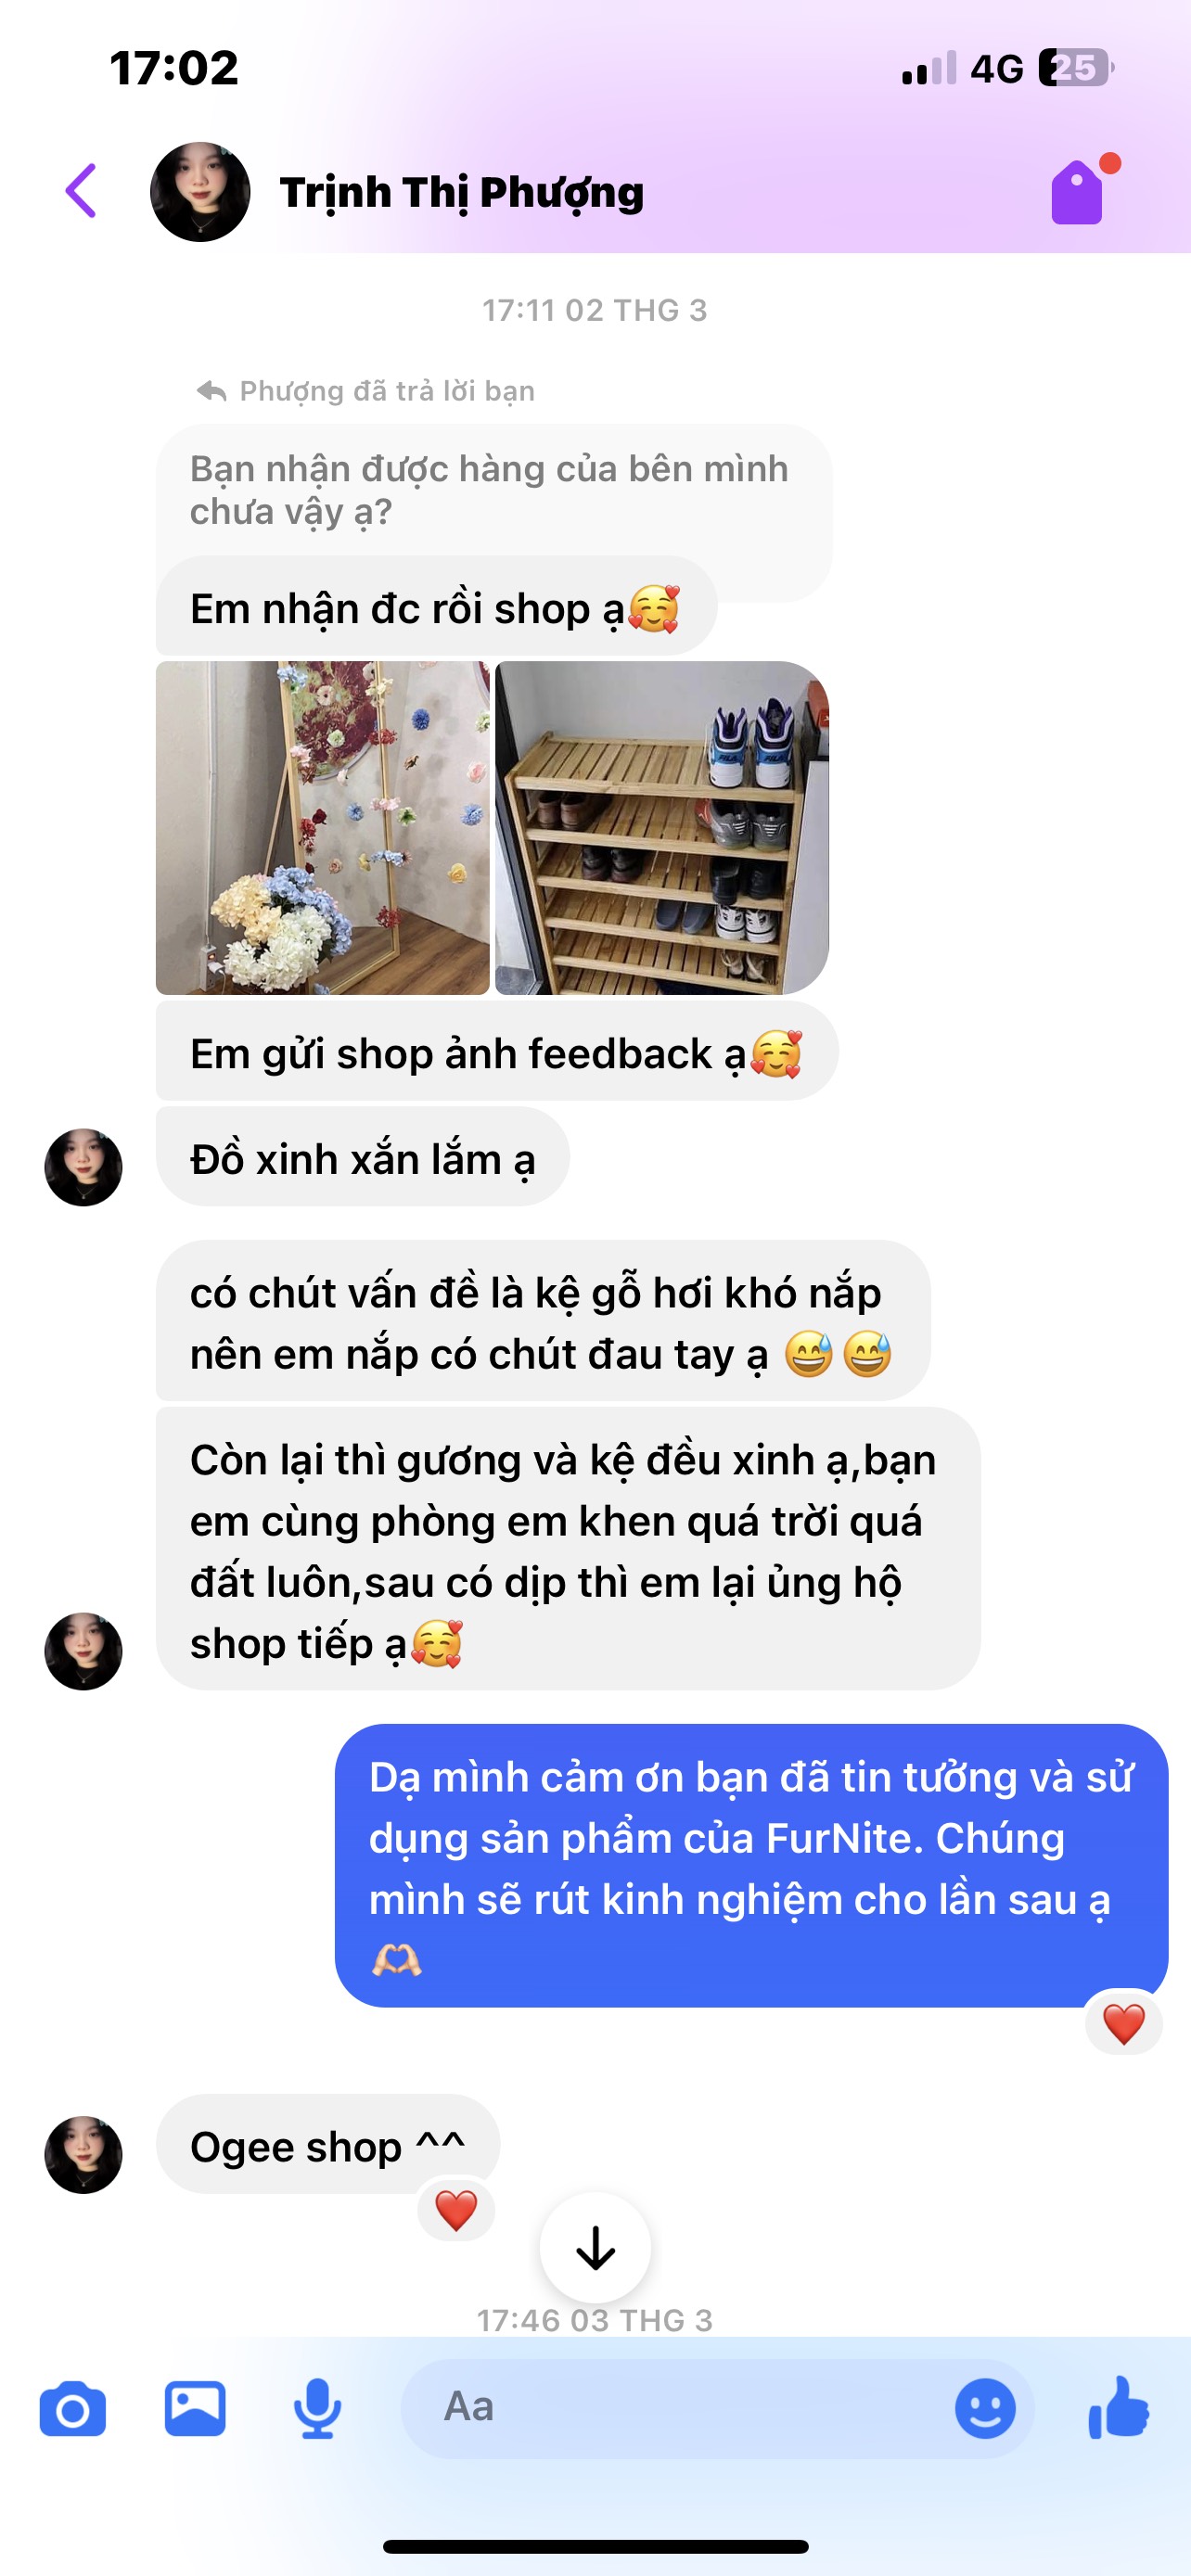 17:02
4G
25
Trịnh Thị Phượng
17:11 02 THG 3
Phượng đã trả lời bạn
Bạn nhận được hàng của bên mình
chưa vậy ạ?
Em nhận đc rồi shop ạ🥰
Em gửi shop ảnh feedback ạ🥰
Đồ xinh xắn lắm ạ
có chút vấn đề là kệ gỗ hơi khó nắp
nên em nắp có chút đau tay ạ 😅😅
Còn lại thì gương và kệ đều xinh ạ,bạn
em cùng phòng em khen quá trời quá
đất luôn,sau có dịp thì em lại ủng hộ
shop tiếp ạ🥰
Dạ mình cảm ơn bạn đã tin tưởng và sử
dụng sản phẩm của FurNite. Chúng
mình sẽ rút kinh nghiệm cho lần sau ạ
🫶🏻
Ogee shop ^^
17:46 03 THG 3
Aa